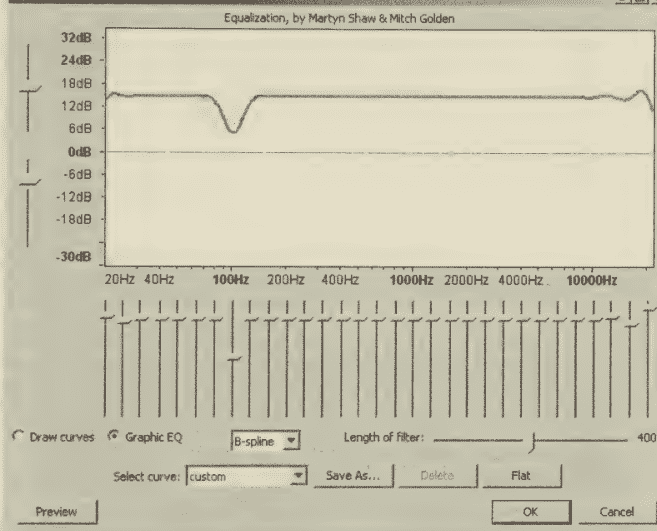 Equalization, by Martyn Shaw & Mitch Golden
32dB
24dB
18dB
12dB
6dB
0dB
-6dB
-12dB
-18dB
-30dB
20Hz 40Hz 100Hz 200Hz 400Hz 1000Hz 2000Hz 4000Hz 10000Hz
Draw curves Graphic EQ B-spline Length of filter: 400
Select curve: custom Save As... Delete Flat
Preview OK Cancel